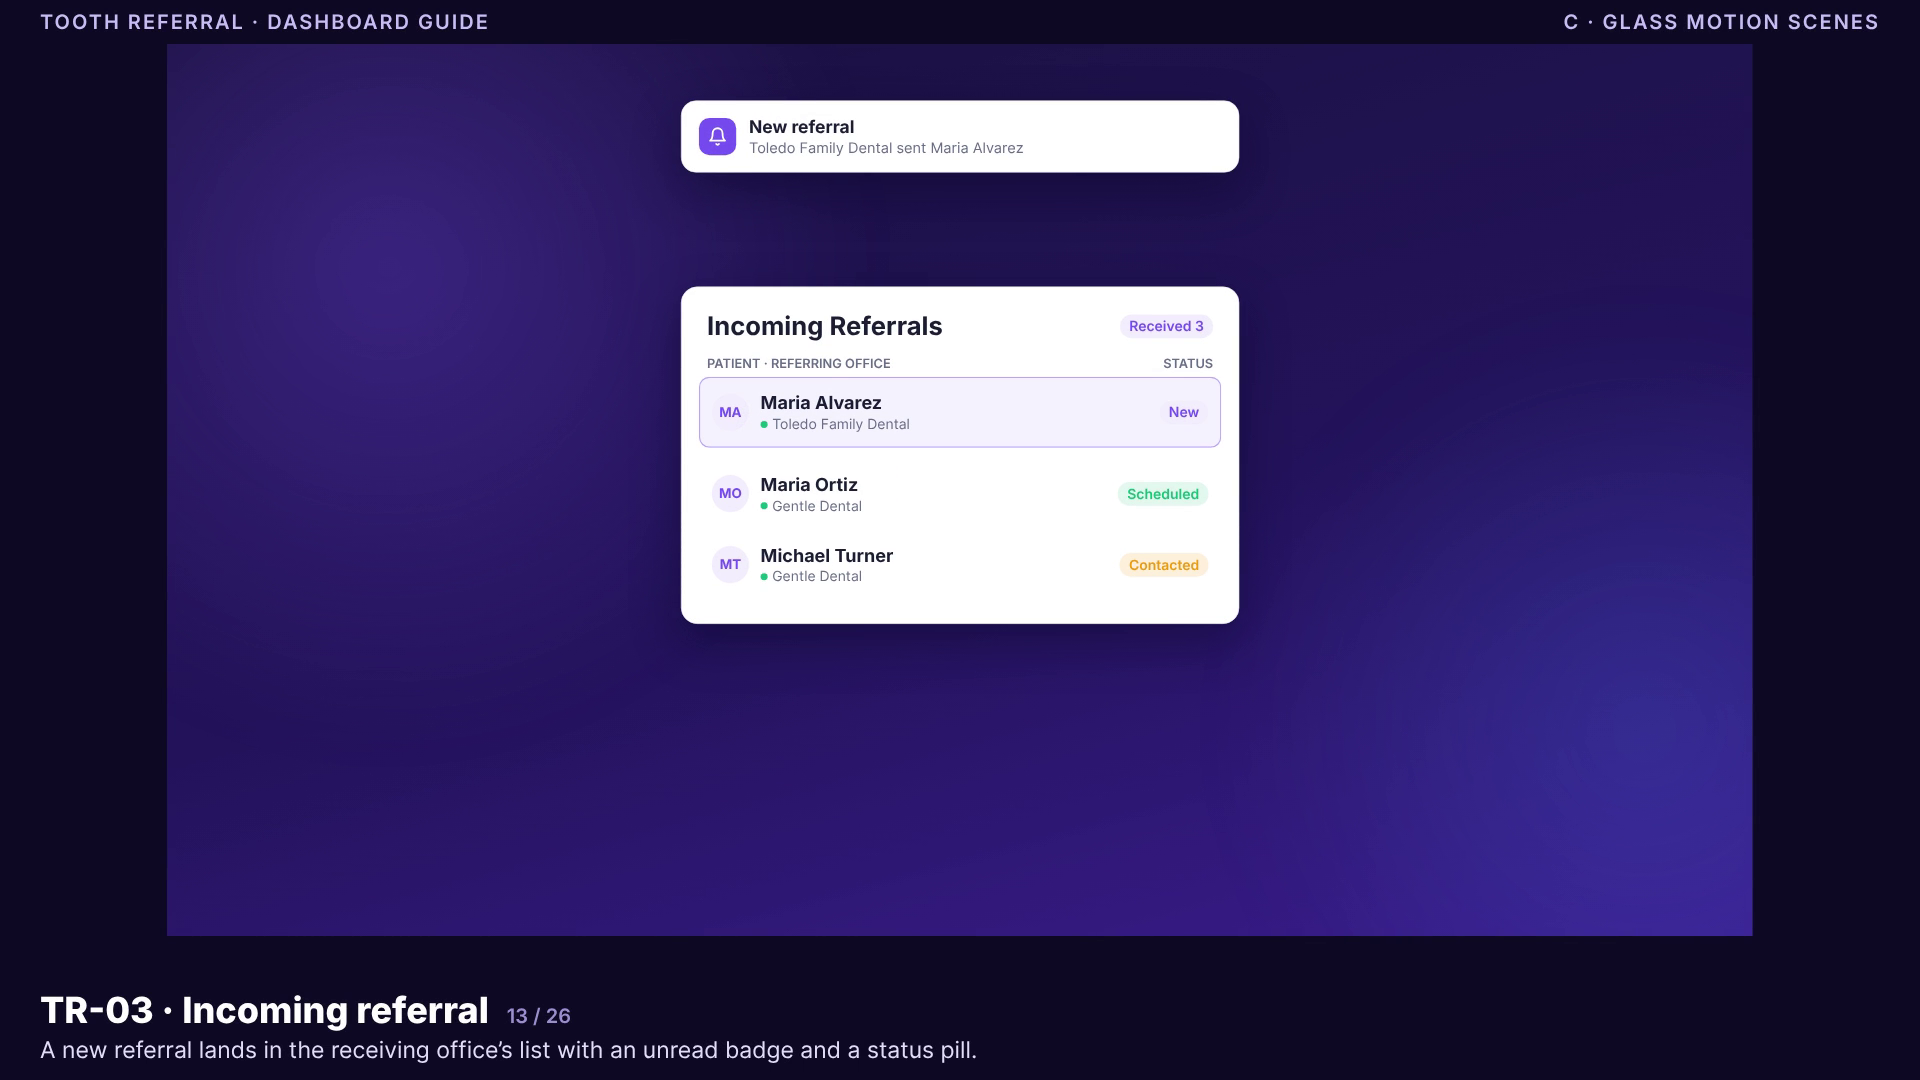 TOOTH REFERRAL · DASHBOARD GUIDE
C · GLASS MOTION SCENES
New referral
Toledo Family Dental sent Maria Alvarez
Incoming Referrals
Received 3
PATIENT · REFERRING OFFICE
STATUS
MA
Maria Alvarez
Toledo Family Dental
New
MO
Maria Ortiz
Gentle Dental
Scheduled
MT
Michael Turner
Gentle Dental
Contacted
TR-03 · Incoming referral 13 / 26
A new referral lands in the receiving office’s list with an unread badge and a status pill.